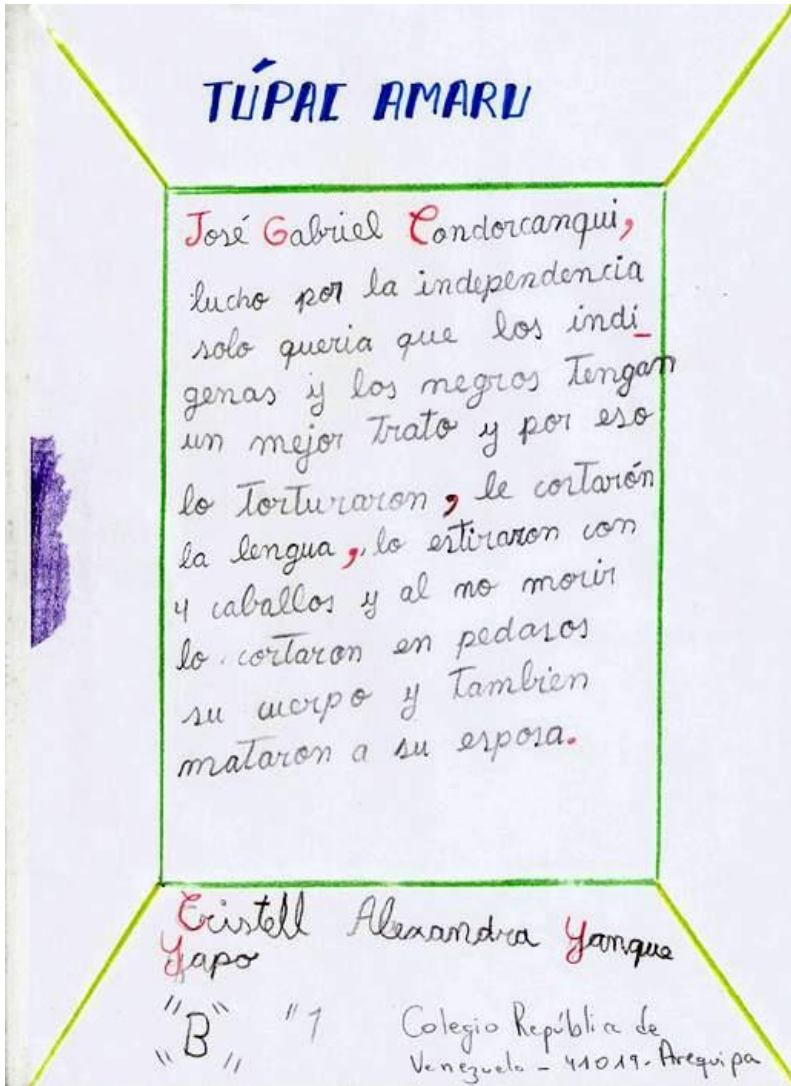 TÚPAC AMARU
José Gabriel Condorcanqui,
lucho por la independencia
solo queria que los indí_
genas y los negros tengan
un mejor trato y por eso
lo torturaron, le cortarón
la lengua, lo estiraron con
4 caballos y al no morir
lo cortaron en pedasos
su cuerpo y tambien
mataron a su esposa.
Cristell Alexandra Yanque
Yapo
"B" "1
Colegio República de
Venezuela - 41019. Arequipa